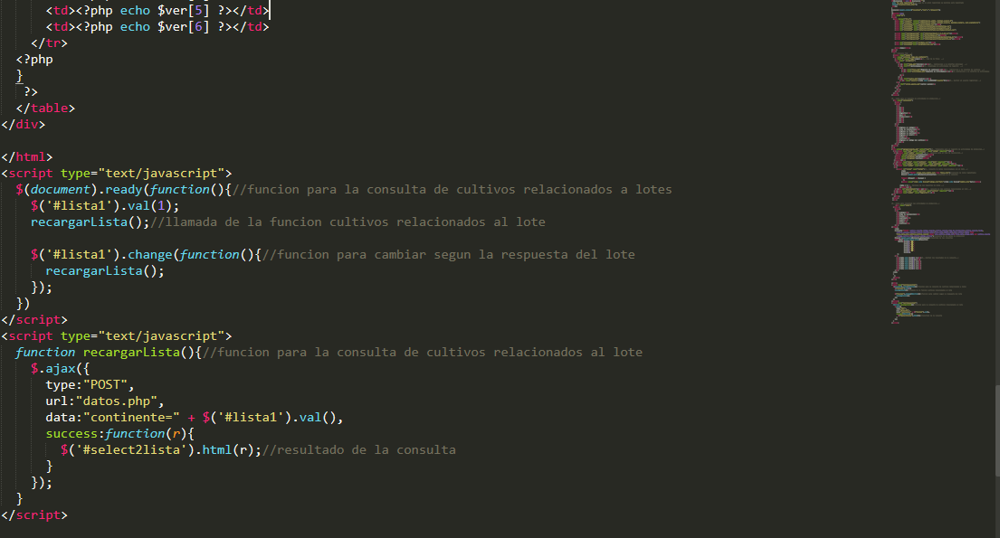 <td><?php echo $ver[5] ?></td>
<td><?php echo $ver[6] ?></td>
</tr>
<?php
}
?>
</table>
</div>
</html>
<script type="text/javascript">
$(document).ready(function(){//funcion para la consulta de cultivos relacionados a lotes
$('#lista1').val(1);
recargarLista();//llamada de la funcion cultivos relacionados al lote
$('#lista1').change(function(){//funcion para cambiar segun la respuesta del lote
recargarLista();
});
})
</script>
<script type="text/javascript">
function recargarLista(){//funcion para la consulta de cultivos relacionados al lote
$.ajax({
type:"POST",
url:"datos.php",
data:"continente=" + $('#lista1').val(),
success:function(r){
$('#select2lista').html(r);//resultado de la consulta
}
});
}
</script>